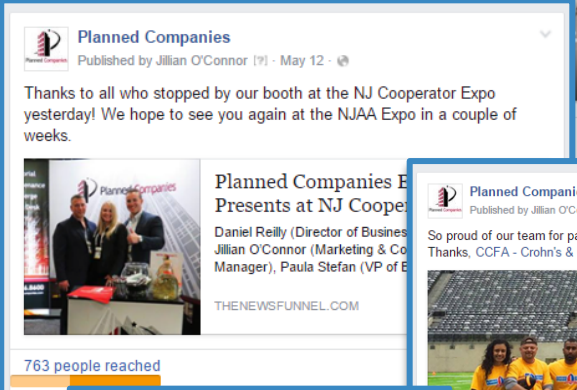 Planned Companies
Published by Jillian O'Connor [?] · May 12 ·
Thanks to all who stopped by our booth at the NJ Cooperator Expo
yesterday! We hope to see you again at the NJAA Expo in a couple of
weeks.
Planned Companies
Planned Companies E
Presents at NJ Cooper
Daniel Reilly (Director of Busines
Jillian O'Connor (Marketing & Co
Manager), Paula Stefan (VP of B
THENEWSFUNNEL.COM
763 people reached
Planned Companie
Published by Jillian O'C
So proud of our team for pa
Thanks, CCFA - Crohn's &